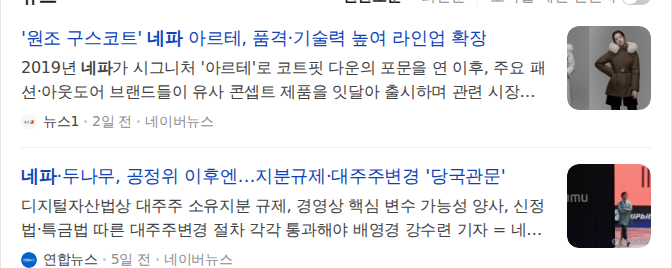 '원조 구스코트' 네파 아르테, 품격·기술력 높여 라인업 확장
2019년 네파가 시그니처 '아르테'로 코트핏 다운의 포문을 연 이후, 주요 패
션·아웃도어 브랜드들이 유사 콘셉트 제품을 잇달아 출시하며 관련 시장...
뉴스1 · 2일 전 · 네이버뉴스
네파·두나무, 공정위 이후엔...지분규제·대주주변경 '당국관문'
디지털자산법상 대주주 소유지분 규제, 경영상 핵심 변수 가능성 양사, 신정
법·특금법 따른 대주주변경 절차 각각 통과해야 배영경 강수련 기자 = 네...
연합뉴스 · 5일 전 · 네이버뉴스